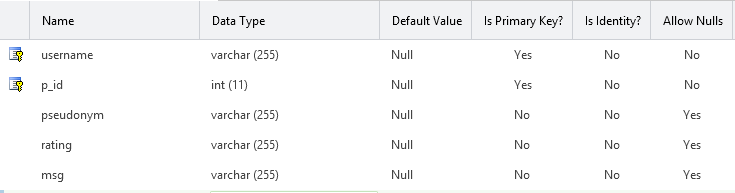 Name Data Type Default Value Is Primary Key? Is Identity? Allow Nulls
username varchar (255) Null Yes No No
p_id int (11) Null Yes No No
pseudonym varchar (255) Null No No Yes
rating varchar (255) Null No No Yes
msg varchar (255) Null No No Yes